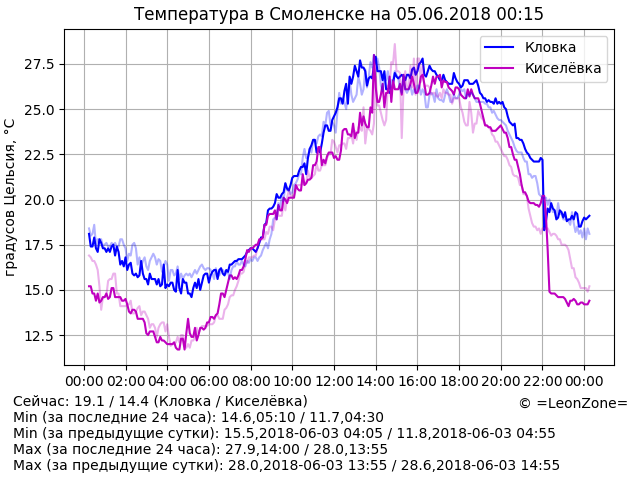 Температура в Смоленске на 05.06.2018 00:15
Кловка
Киселёвка
градусов Цельсия, °C
27.5
25.0
22.5
20.0
17.5
15.0
12.5
00:00 02:00 04:00 06:00 08:00 10:00 12:00 14:00 16:00 18:00 20:00 22:00 00:00
Сейчас: 19.1 / 14.4 (Кловка / Киселёвка)
© =LeonZone=
Min (за последние 24 часа): 14.6,05:10 / 11.7,04:30
Min (за предыдущие сутки): 15.5,2018-06-03 04:05 / 11.8,2018-06-03 04:55
Max (за последние 24 часа): 27.9,14:00 / 28.0,13:55
Max (за предыдущие сутки): 28.0,2018-06-03 13:55 / 28.6,2018-06-03 14:55